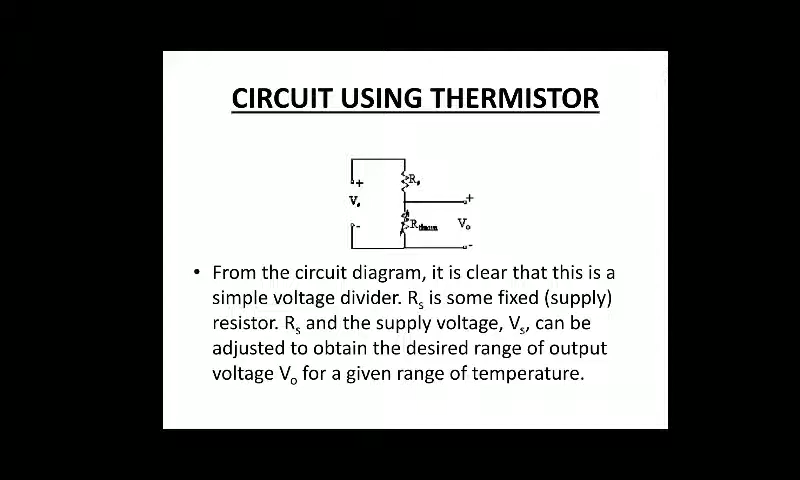 CIRCUIT USING THERMISTOR
+
Rs
Vs
+
Vo
-
-
• From the circuit diagram, it is clear that this is a
simple voltage divider. Rs is some fixed (supply)
resistor. Rs and the supply voltage, Vs, can be
adjusted to obtain the desired range of output
voltage Vo for a given range of temperature.